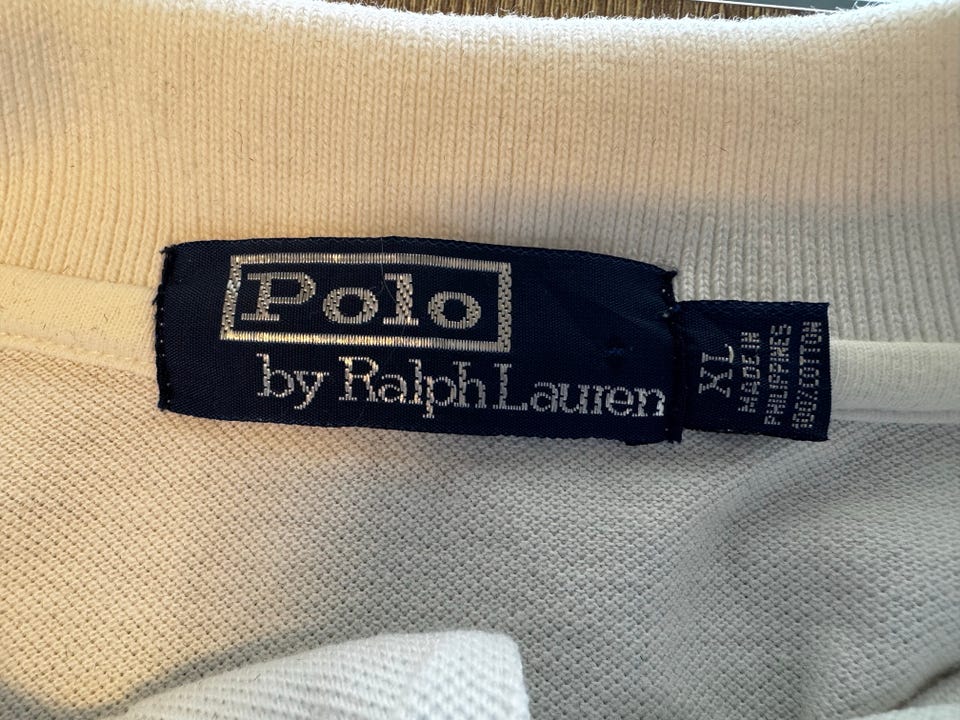 Polo
by Ralph Lauren
XL
MADE IN
PHILIPPINES
100% COTTON